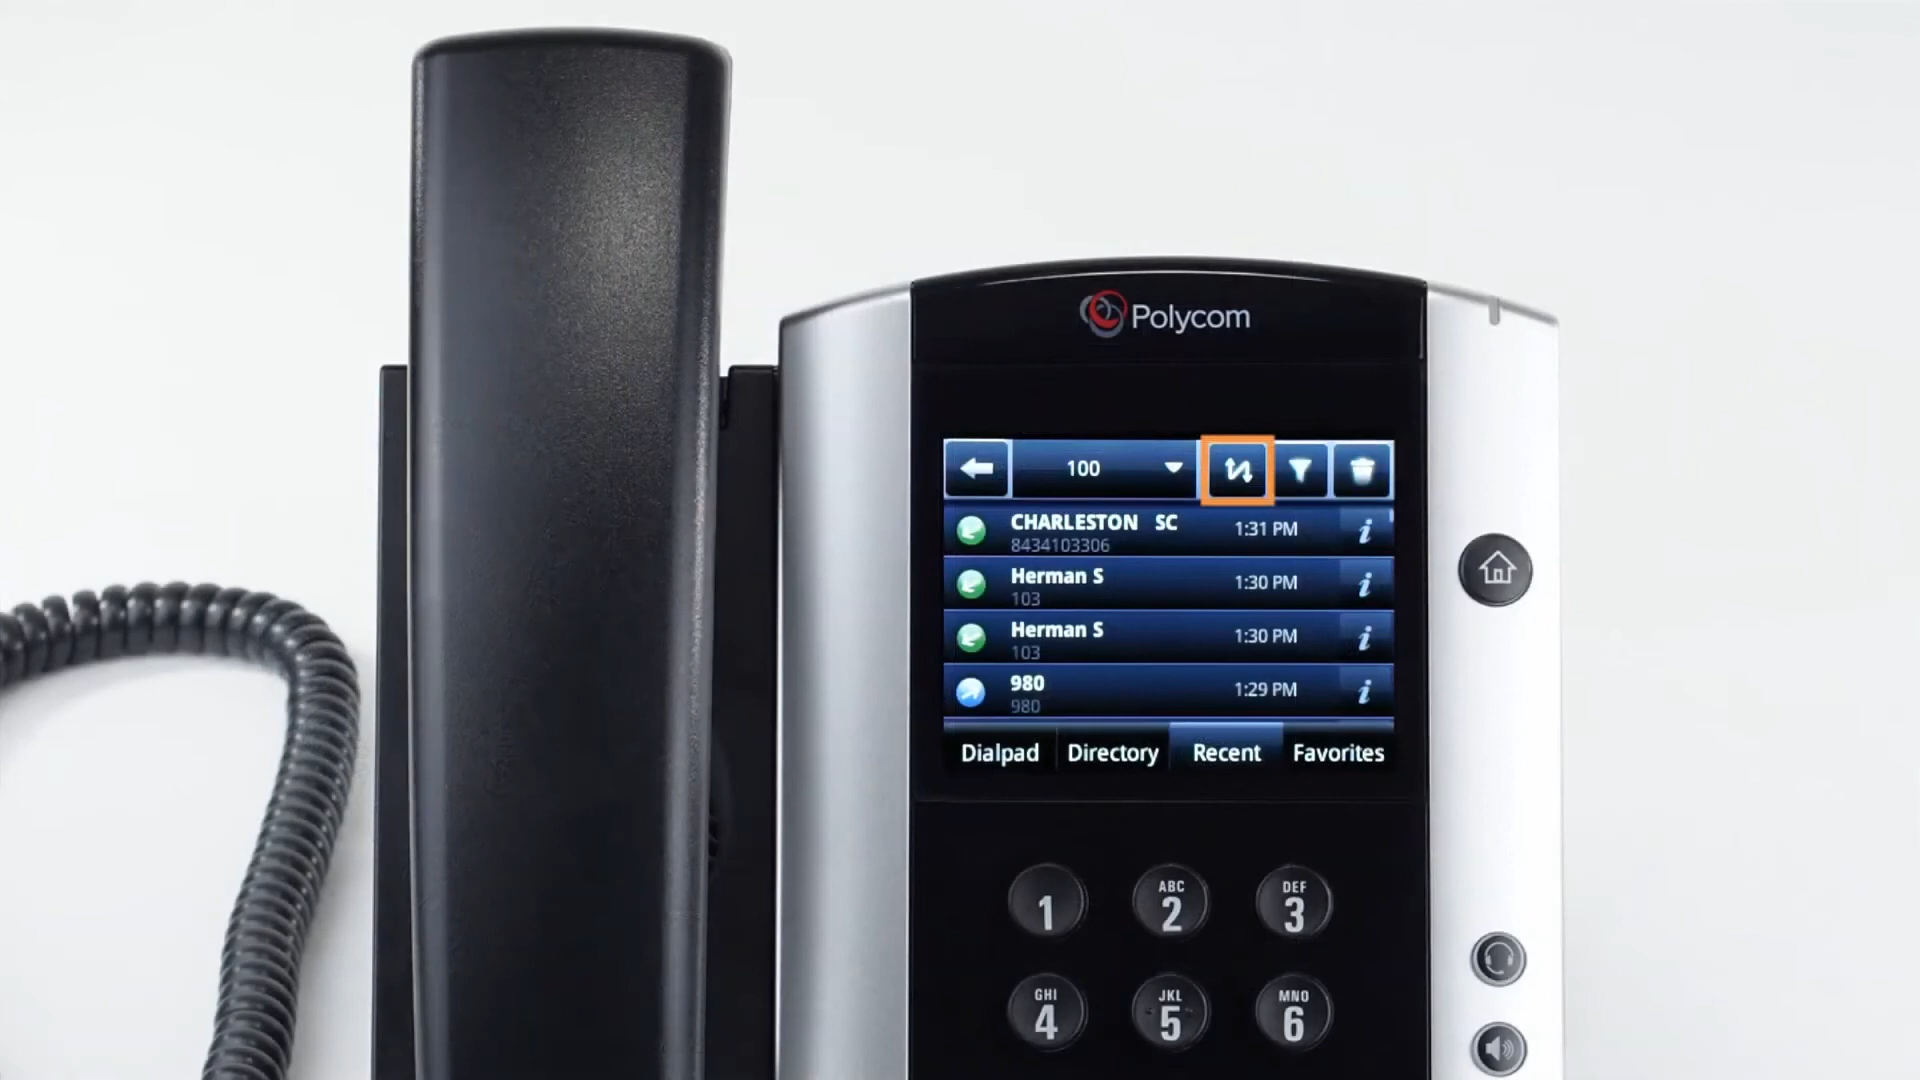 Polycom
100
CHARLESTON SC
1:31 PM
i
8434103306
Herman S
1:30 PM
i
103
Herman S
1:30 PM
i
103
980
1:29 PM
i
980
Dialpad
Directory
Recent
Favorites
1
ABC
2
DEF
3
GHI
4
JKL
5
MNO
6